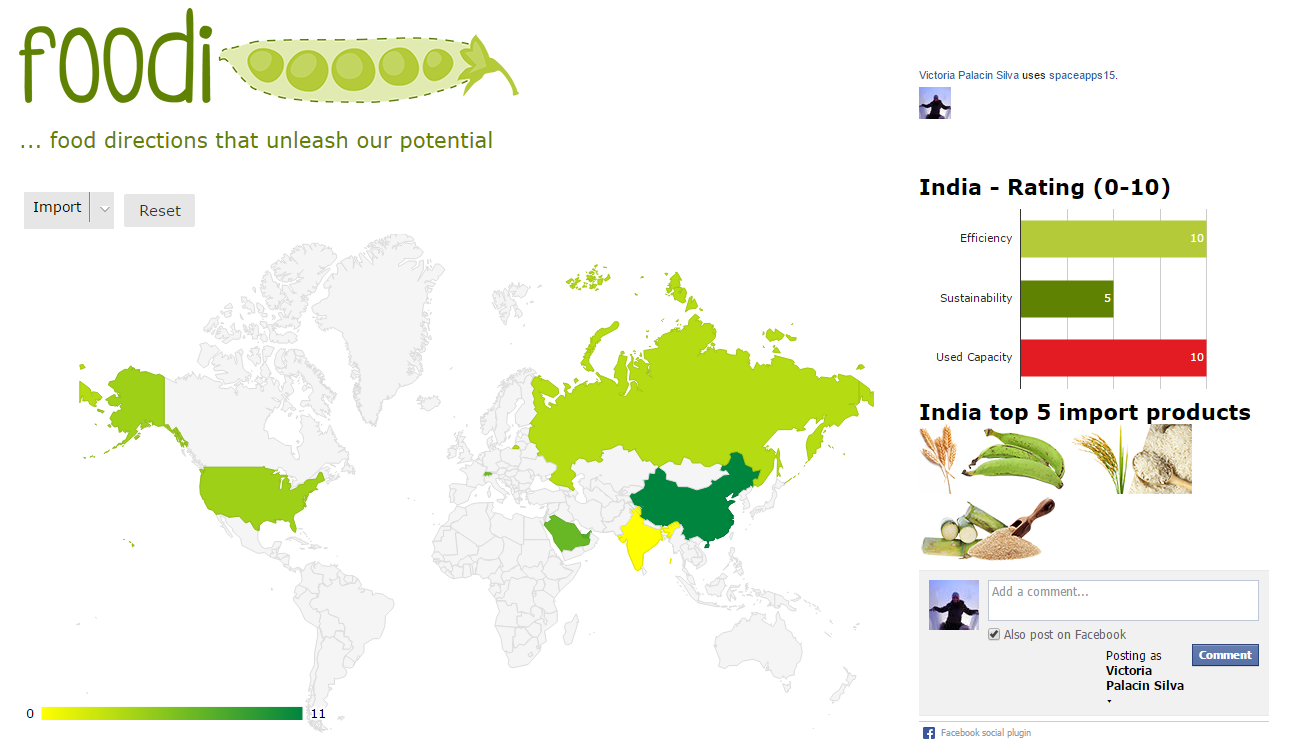 foodi
... food directions that unleash our potential
Victoria Palacin Silva uses spaceapps15.
Import
Reset
India - Rating (0-10)
Efficiency 10
Sustainability 5
Used Capacity 10
India top 5 import products
Add a comment...
Also post on Facebook
Posting as
Victoria
Palacin Silva
Comment
0 11
Facebook social plugin